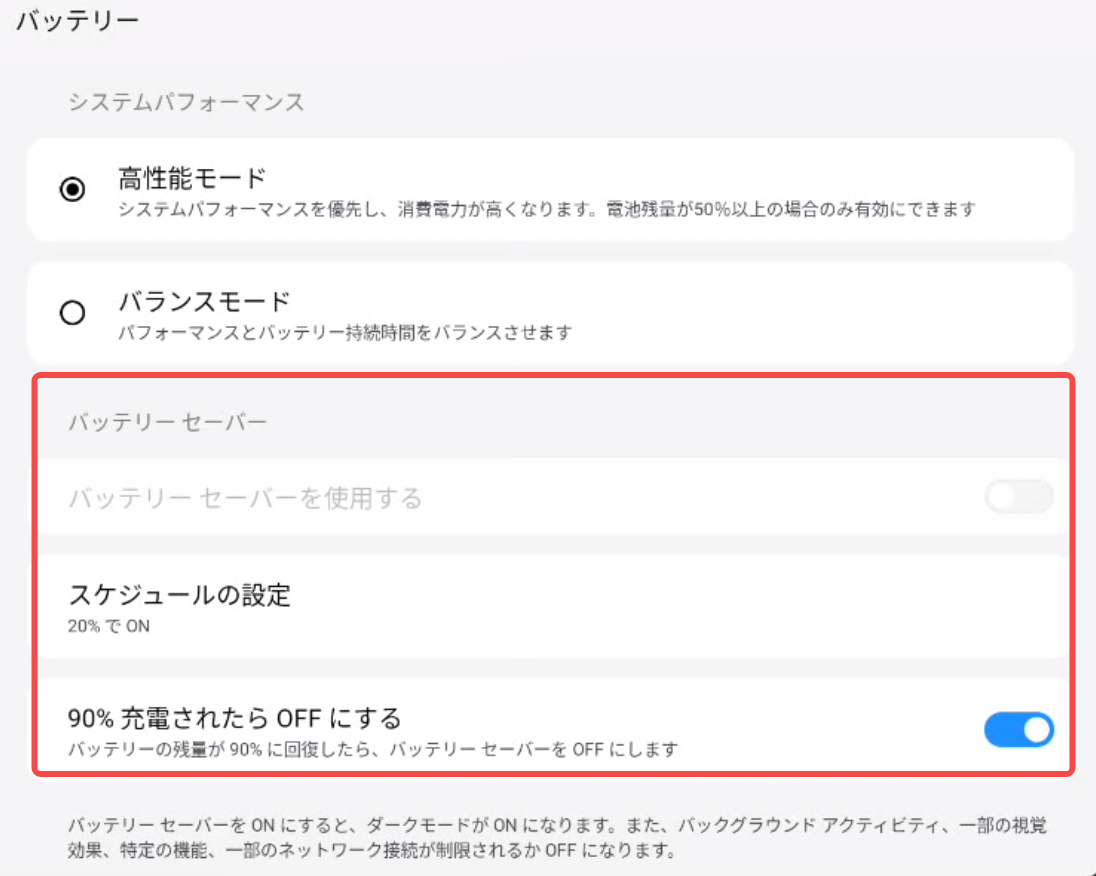 バッテリー
システムパフォーマンス
高性能モード
システムパフォーマンスを優先し、消費電力が高くなります。電池残量が50%以上の場合のみ有効にできます
バランスモード
パフォーマンスとバッテリー持続時間をバランスさせます
バッテリー セーバー
バッテリー セーバーを使用する
スケジュールの設定
20% で ON
90% 充電されたら OFF にする
バッテリーの残量が 90% に回復したら、バッテリー セーバーを OFF にします
バッテリー セーバーを ON にすると、ダークモードが ON になります。また、バックグラウンド アクティビティ、一部の視覚
効果、特定の機能、一部のネットワーク接続が制限されるか OFF になります。